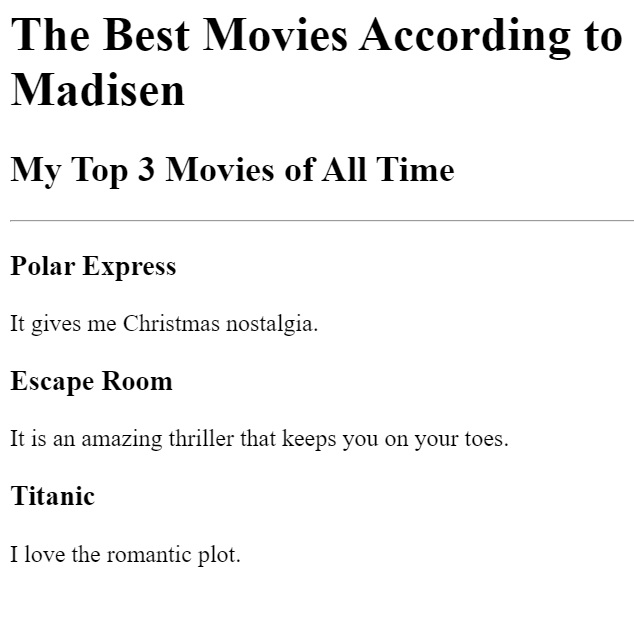 The Best Movies According to
Madisen
My Top 3 Movies of All Time
Polar Express
It gives me Christmas nostalgia.
Escape Room
It is an amazing thriller that keeps you on your toes.
Titanic
I love the romantic plot.